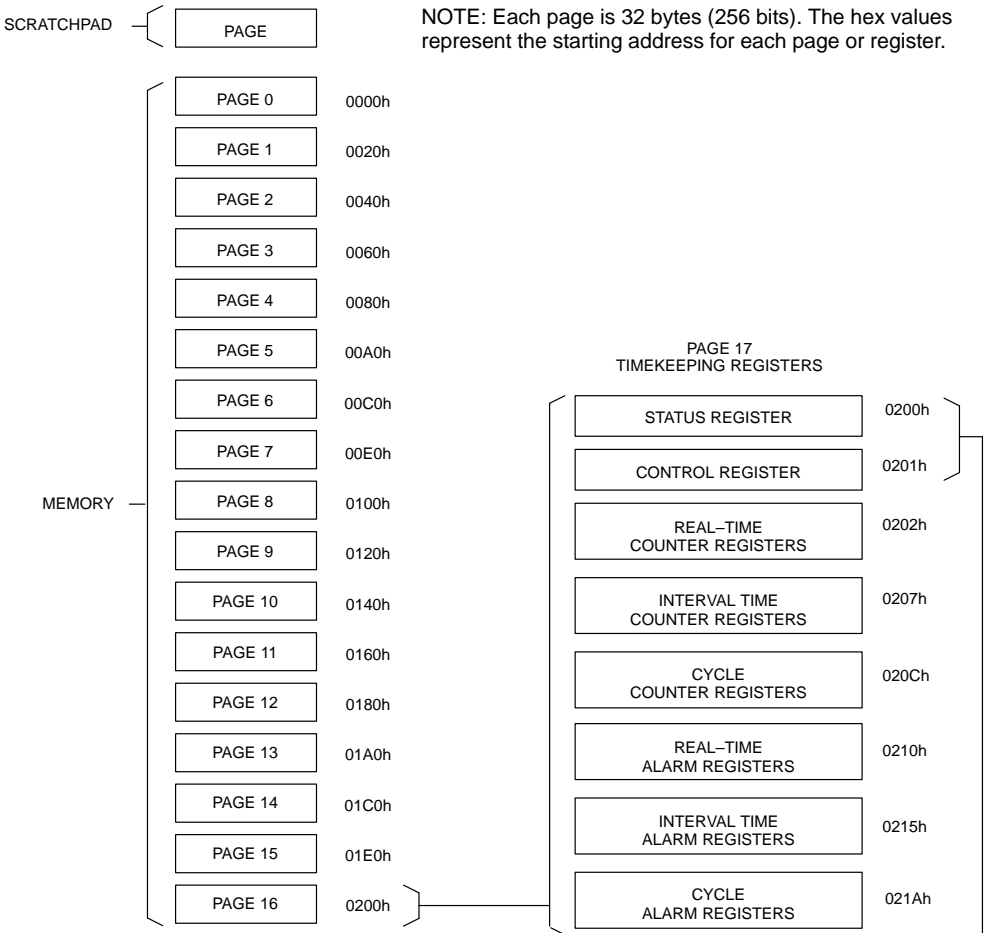 SCRATCHPAD
PAGE
NOTE: Each page is 32 bytes (256 bits). The hex values
represent the starting address for each page or register.
MEMORY
PAGE 0 0000h
PAGE 1 0020h
PAGE 2 0040h
PAGE 3 0060h
PAGE 4 0080h
PAGE 5 00A0h
PAGE 6 00C0h
PAGE 7 00E0h
PAGE 8 0100h
PAGE 9 0120h
PAGE 10 0140h
PAGE 11 0160h
PAGE 12 0180h
PAGE 13 01A0h
PAGE 14 01C0h
PAGE 15 01E0h
PAGE 16 0200h
PAGE 17
TIMEKEEPING REGISTERS
STATUS REGISTER 0200h
CONTROL REGISTER 0201h
REAL–TIME
COUNTER REGISTERS
0202h
INTERVAL TIME
COUNTER REGISTERS
0207h
CYCLE
COUNTER REGISTERS
020Ch
REAL–TIME
ALARM REGISTERS
0210h
INTERVAL TIME
ALARM REGISTERS
0215h
CYCLE
ALARM REGISTERS
021Ah